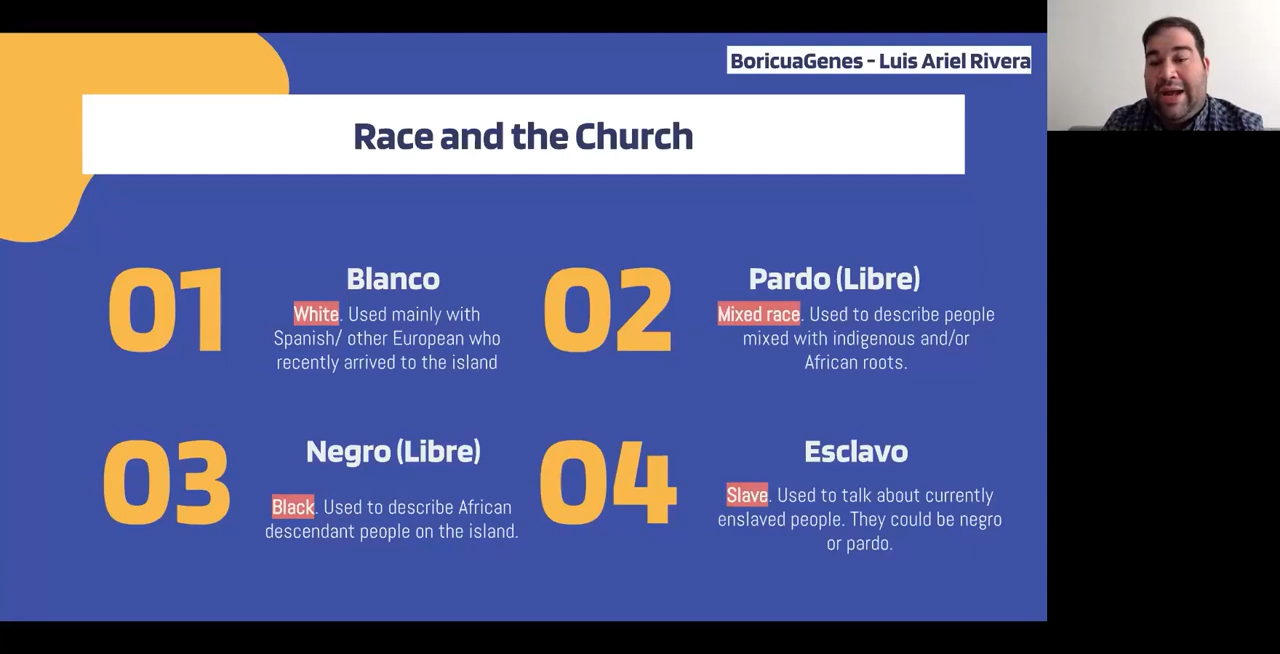 BoricuaGenes - Luis Ariel Rivera
Race and the Church
01
Blanco
White. Used mainly with
Spanish/ other European who
recently arrived to the island
02
Pardo (Libre)
Mixed race. Used to describe people
mixed with indigenous and/or
African roots.
03
Negro (Libre)
Black. Used to describe African
descendant people on the island.
04
Esclavo
Slave. Used to talk about currently
enslaved people. They could be negro
or pardo.